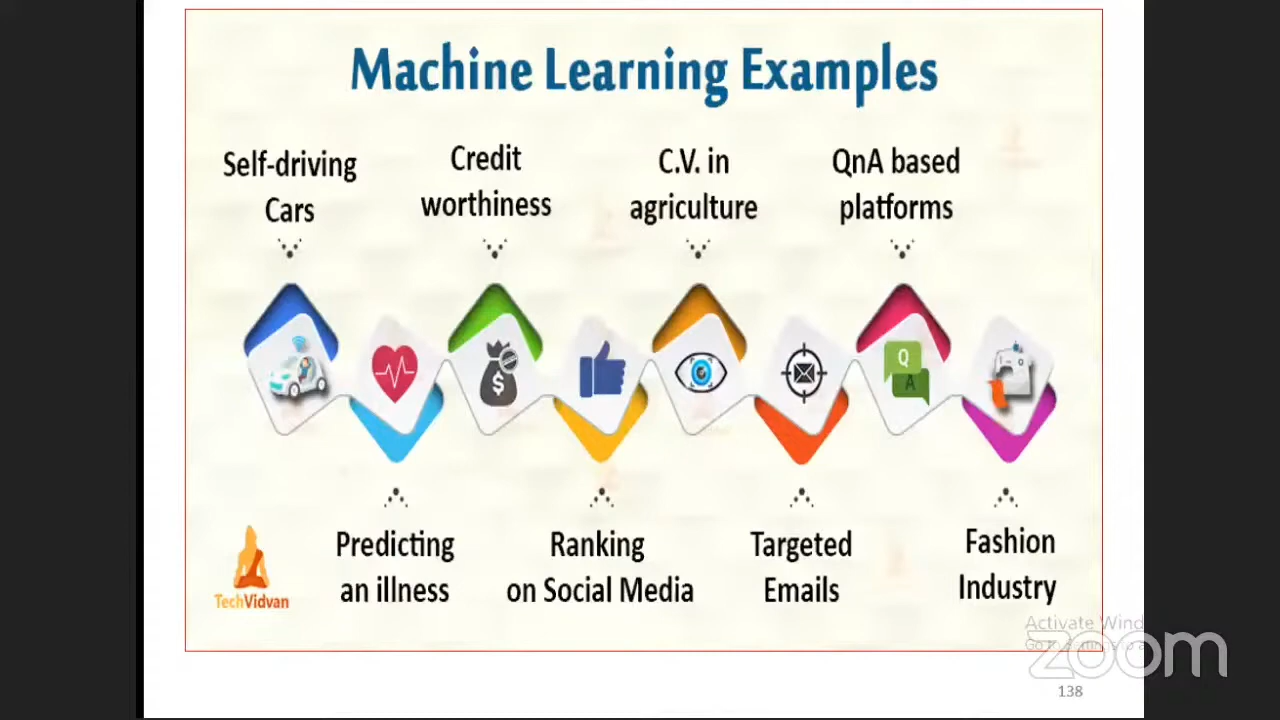 Machine Learning Examples
Self-driving
Cars
Credit
worthiness
C.V. in
agriculture
QnA based
platforms
$
Q
A
Predicting
an illness
Ranking
on Social Media
Targeted
Emails
Fashion
Industry
TechVidvan
Activate Wind
zoom
138